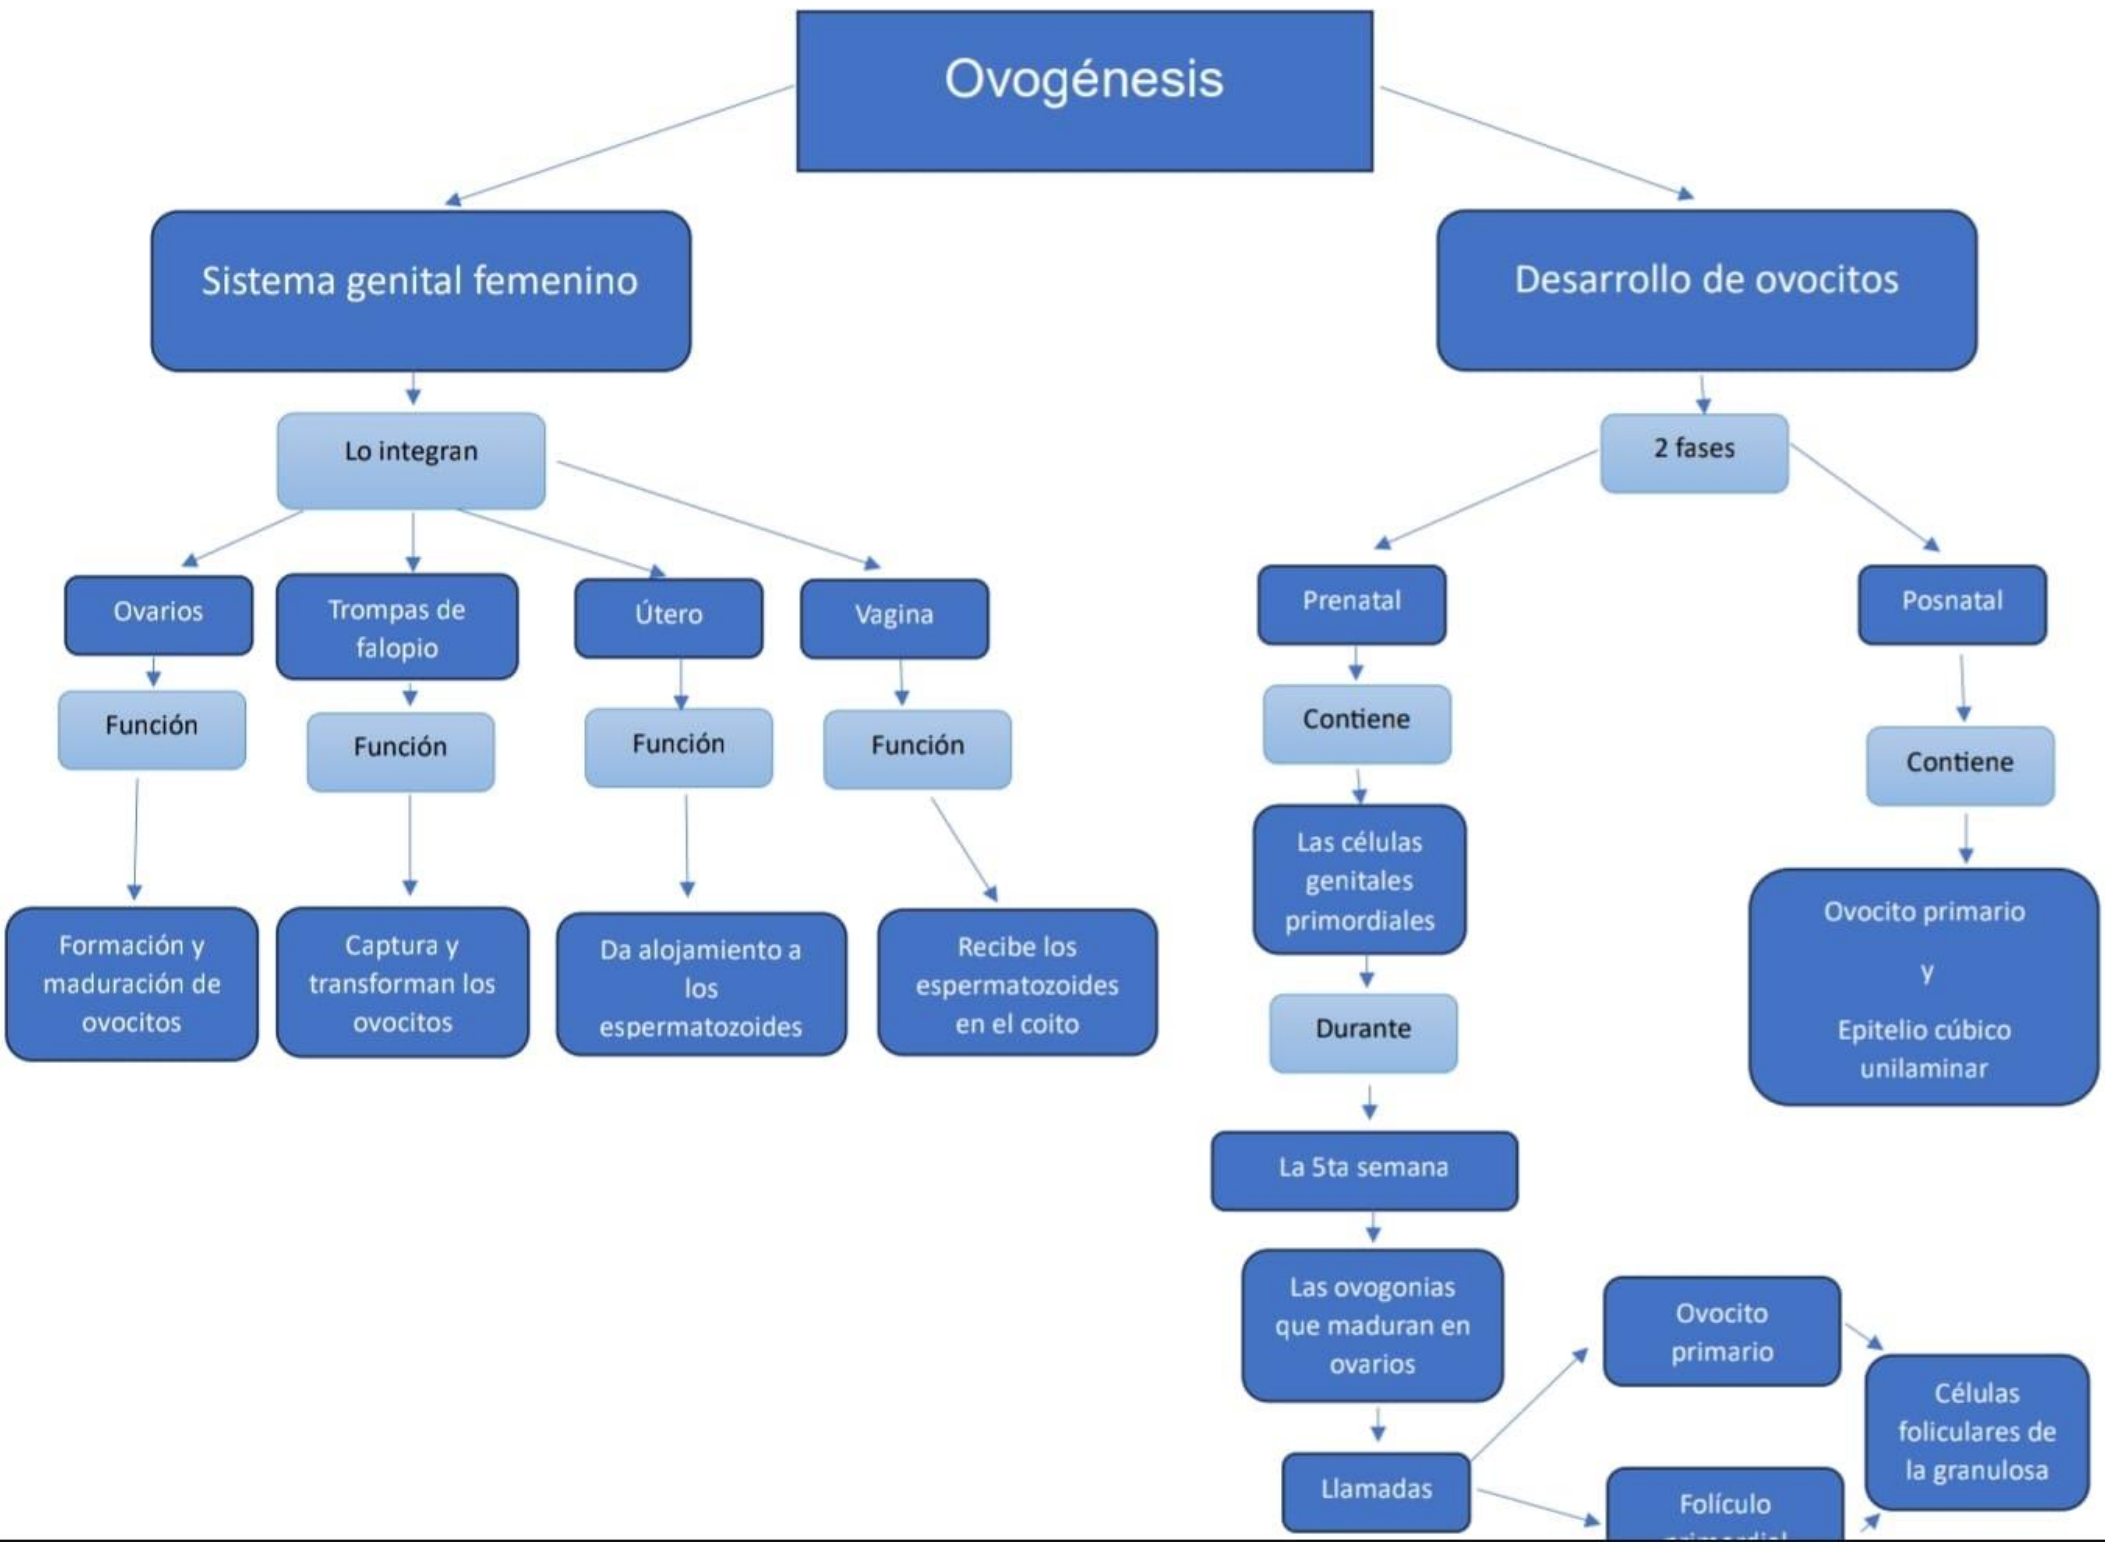 Ovogénesis
Sistema genital femenino
Lo integran
Ovarios
Función
Formación y
maduración de
ovocitos
Trompas de
falopio
Función
Captura y
transforman los
ovocitos
Útero
Función
Da alojamiento a
los
espermatozoides
Vagina
Función
Recibe los
espermatozoides
en el coito
Desarrollo de ovocitos
2 fases
Prenatal
Contiene
Las células
genitales
primordiales
Durante
La 5ta semana
Las ovogonias
que maduran en
ovarios
Llamadas
Ovocito
primario
Folículo
Células
foliculares de
la granulosa
Posnatal
Contiene
Ovocito primario
y
Epitelio cúbico
unilaminar